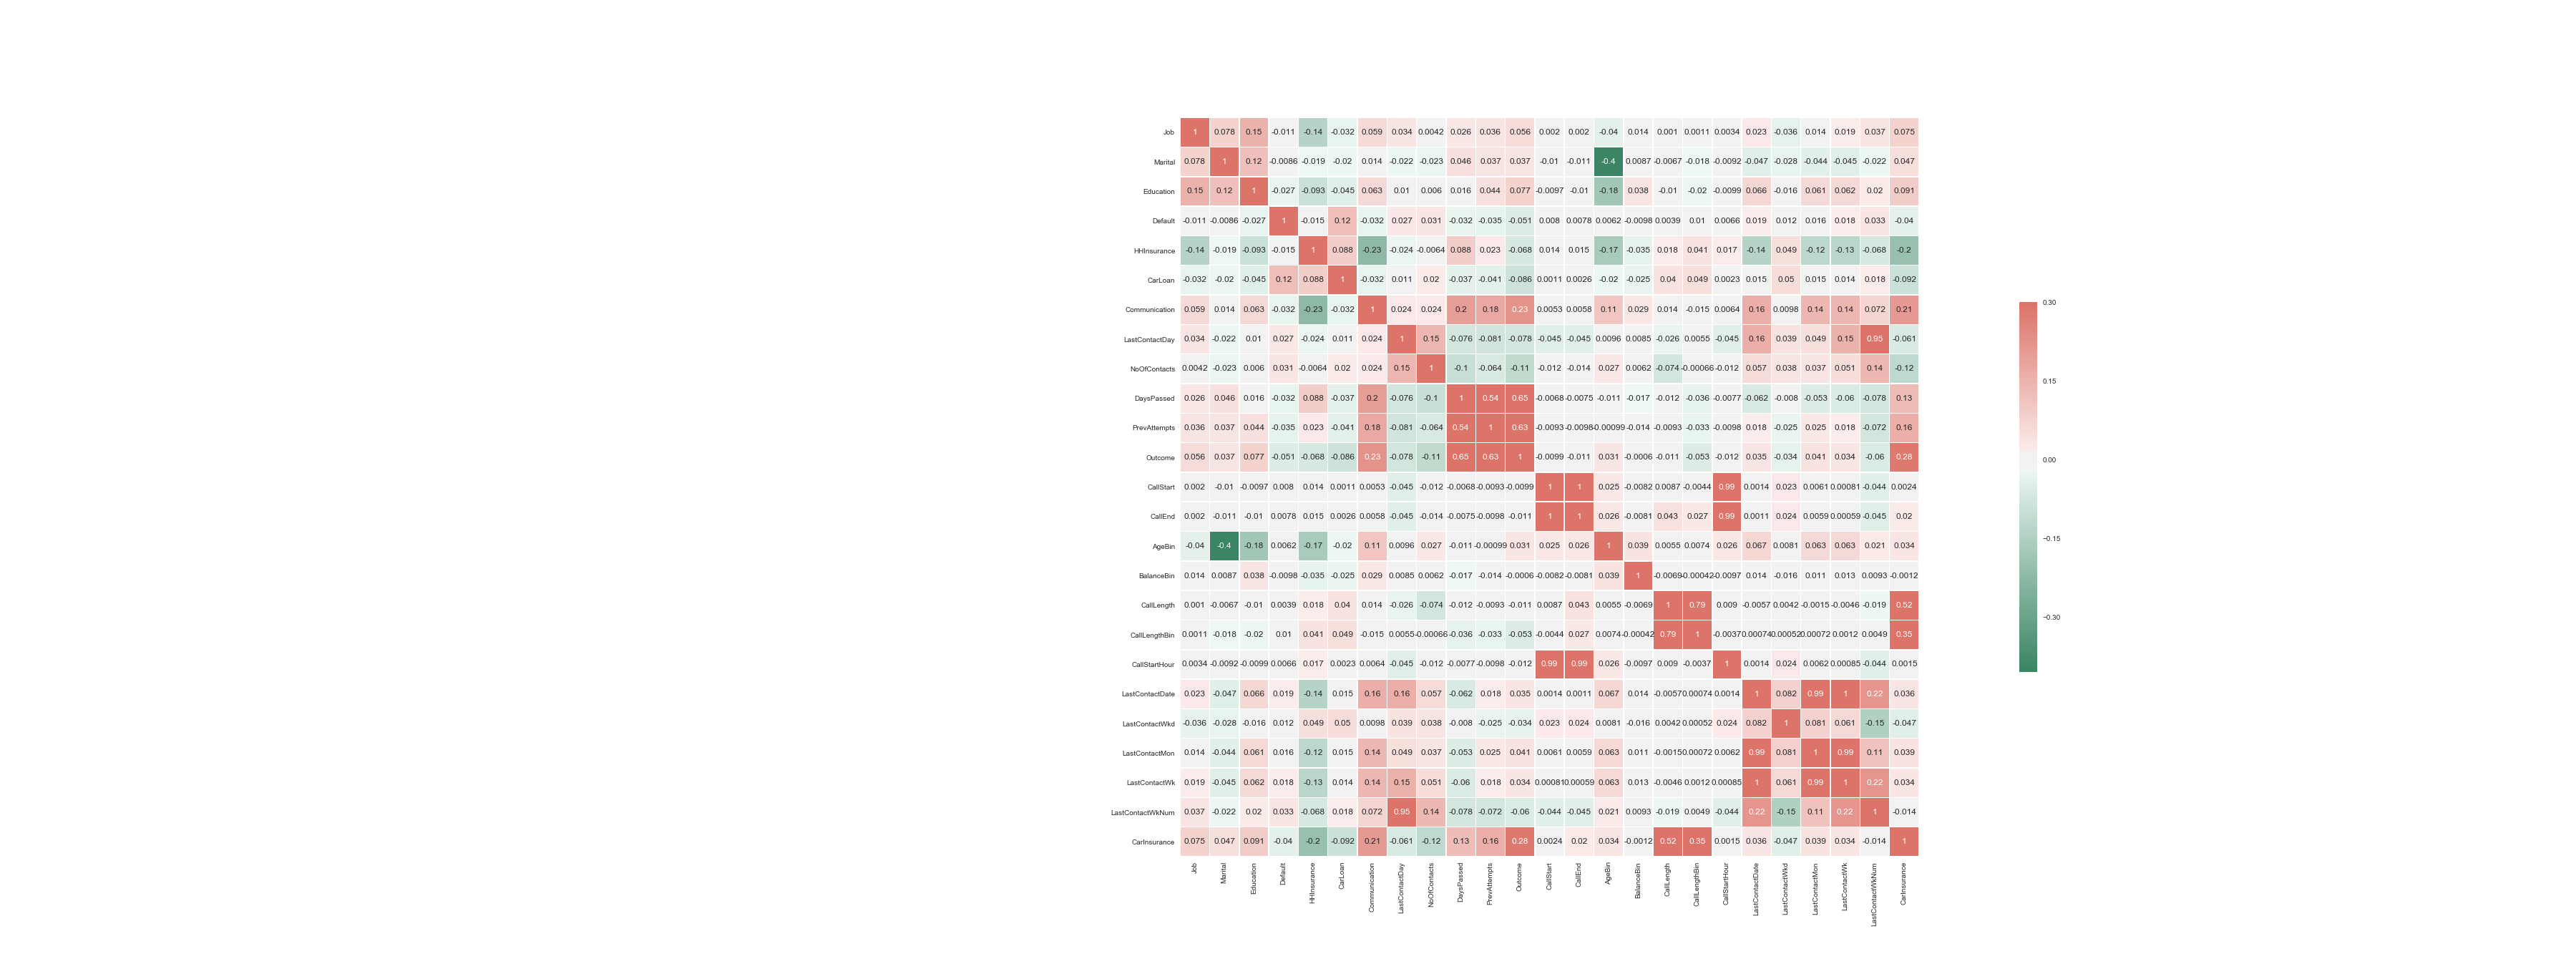 Job 1 0.078 0.15 -0.011 -0.14 -0.032 0.059 0.034 0.0042 0.026 0.036 0.056 0.002 0.002 -0.04 0.014 0.001 0.0011 0.0034 0.023 -0.036 0.014 0.019 0.037 0.075
Marital 0.078 1 0.12 -0.0086 -0.019 -0.02 0.014 -0.022 -0.023 0.046 0.037 0.037 -0.01 -0.011 -0.4 0.0087 -0.0067 -0.018 -0.0092 -0.047 -0.028 -0.044 -0.045 -0.022 0.047
Education 0.15 0.12 1 -0.027 -0.093 -0.045 0.063 0.01 0.006 0.016 0.044 0.077 -0.0097 -0.01 -0.18 0.038 -0.01 -0.02 -0.0099 0.066 -0.016 0.061 0.062 0.02 0.091
Default -0.011 -0.0086 -0.027 1 -0.015 0.12 -0.032 0.027 0.031 -0.032 -0.035 -0.051 0.008 0.0078 0.0062 -0.0098 0.0039 0.01 0.0066 0.019 0.012 0.016 0.018 0.033 -0.04
HHInsurance -0.14 -0.019 -0.093 -0.015 1 0.088 -0.23 -0.024 -0.0064 0.088 0.023 -0.068 0.014 0.015 -0.17 -0.035 0.018 0.041 0.017 -0.14 0.049 -0.12 -0.13 -0.068 -0.2
CarLoan -0.032 -0.02 -0.045 0.12 0.088 1 -0.032 0.011 0.02 -0.037 -0.041 -0.086 0.0011 0.0026 -0.02 -0.025 0.04 0.049 0.0023 0.015 0.05 0.015 0.014 0.018 -0.092
Communication 0.059 0.014 0.063 -0.032 -0.23 -0.032 1 0.024 0.024 0.2 0.18 0.23 0.0053 0.0058 0.11 0.029 0.014 -0.015 0.0064 0.16 0.0098 0.14 0.14 0.072 0.21
LastContactDay 0.034 -0.022 0.01 0.027 -0.024 0.011 0.024 1 0.15 -0.076 -0.081 -0.078 -0.045 -0.045 0.0096 0.0085 -0.026 0.0055 -0.045 0.16 0.039 0.049 0.15 0.95 -0.061
NoOfContacts 0.0042 -0.023 0.006 0.031 -0.0064 0.02 0.024 0.15 1 -0.1 -0.064 -0.11 -0.012 -0.014 0.027 0.0062 -0.074 -0.00066 -0.012 0.057 0.038 0.037 0.051 0.14 -0.12
DaysPassed 0.026 0.046 0.016 -0.032 0.088 -0.037 0.2 -0.076 -0.1 1 0.54 0.65 -0.0068 -0.0075 -0.011 -0.017 -0.012 -0.036 -0.0077 -0.062 -0.008 -0.053 -0.06 -0.078 0.13
PrevAttempts 0.036 0.037 0.044 -0.035 0.023 -0.041 0.18 -0.081 -0.064 0.54 1 0.63 -0.0093 -0.0098 -0.00099 -0.014 -0.0093 -0.033 -0.0098 0.018 -0.025 0.025 0.018 -0.072 0.16
Outcome 0.056 0.037 0.077 -0.051 -0.068 -0.086 0.23 -0.078 -0.11 0.65 0.63 1 -0.0099 -0.011 0.031 -0.0006 -0.011 -0.053 -0.012 0.035 -0.034 0.041 0.034 -0.06 0.28
CallStart 0.002 -0.01 -0.0097 0.008 0.014 0.0011 0.0053 -0.045 -0.012 -0.0068 -0.0093 -0.0099 1 1 0.025 -0.0082 0.0087 -0.0044 0.99 0.0014 0.023 0.0061 0.00081 -0.044 0.0024
CallEnd 0.002 -0.011 -0.01 0.0078 0.015 0.0026 0.0058 -0.045 -0.014 -0.0075 -0.0098 -0.011 1 1 0.026 -0.0081 0.043 0.027 0.99 0.0011 0.024 0.0059 0.00059 -0.045 0.02
AgeBin -0.04 -0.4 -0.18 0.0062 -0.17 -0.02 0.11 0.0096 0.027 -0.011 -0.00099 0.031 0.025 0.026 1 0.039 0.0055 0.0074 0.026 0.067 0.0081 0.063 0.063 0.021 0.034
BalanceBin 0.014 0.0087 0.038 -0.0098 -0.035 -0.025 0.029 0.0085 0.0062 -0.017 -0.014 -0.0006 -0.0082 -0.0081 0.039 1 -0.0069 -0.00042 -0.0097 0.014 -0.016 0.011 0.013 0.0093 -0.0012
CallLength 0.001 -0.0067 -0.01 0.0039 0.018 0.04 0.014 -0.026 -0.074 -0.012 -0.0093 -0.011 0.0087 0.043 0.0055 -0.0069 1 0.79 0.009 -0.0057 0.0042 -0.0015 -0.0046 -0.019 0.52
CallLengthBin 0.0011 -0.018 -0.02 0.01 0.041 0.049 -0.015 0.0055 -0.00066 -0.036 -0.033 -0.053 -0.0044 0.027 0.0074 -0.00042 0.79 1 -0.0037 0.00074 0.00052 0.00072 0.0012 0.0049 0.35
CallStartHour 0.0034 -0.0092 -0.0099 0.0066 0.017 0.0023 0.0064 -0.045 -0.012 -0.0077 -0.0098 -0.012 0.99 0.99 0.026 -0.0097 0.009 -0.0037 1 0.0014 0.024 0.0062 0.00085 -0.044 0.0015
LastContactDate 0.023 -0.047 0.066 0.019 -0.14 0.015 0.16 0.16 0.057 -0.062 0.018 0.035 0.0014 0.0011 0.067 0.014 -0.0057 0.00074 0.0014 1 0.082 0.99 1 0.22 0.036
LastContactWkd -0.036 -0.028 -0.016 0.012 0.049 0.05 0.0098 0.039 0.038 -0.008 -0.025 -0.034 0.023 0.024 0.0081 -0.016 0.0042 0.00052 0.024 0.082 1 0.081 0.061 -0.15 -0.047
LastContactMon 0.014 -0.044 0.061 0.016 -0.12 0.015 0.14 0.049 0.037 -0.053 0.025 0.041 0.0061 0.0059 0.063 0.011 -0.0015 0.00072 0.0062 0.99 0.081 1 0.99 0.11 0.039
LastContactWk 0.019 -0.045 0.062 0.018 -0.13 0.014 0.14 0.15 0.051 -0.06 0.018 0.034 0.00081 0.00059 0.063 0.013 -0.0046 0.0012 0.00085 1 0.061 0.99 1 0.22 0.034
LastContactWkNum 0.037 -0.022 0.02 0.033 -0.068 0.018 0.072 0.95 0.14 -0.078 -0.072 -0.06 -0.044 -0.045 0.021 0.0093 -0.019 0.0049 -0.044 0.22 -0.15 0.11 0.22 1 -0.014
CarInsurance 0.075 0.047 0.091 -0.04 -0.2 -0.092 0.21 -0.061 -0.12 0.13 0.16 0.28 0.0024 0.02 0.034 -0.0012 0.52 0.35 0.0015 0.036 -0.047 0.039 0.034 -0.014 1
Job Marital Education Default HHInsurance CarLoan Communication LastContactDay NoOfContacts DaysPassed PrevAttempts Outcome CallStart CallEnd AgeBin BalanceBin CallLength CallLengthBin CallStartHour LastContactDate LastContactWkd LastContactMon LastContactWk LastContactWkNum CarInsurance
0.30
0.15
0.00
−0.15
−0.30